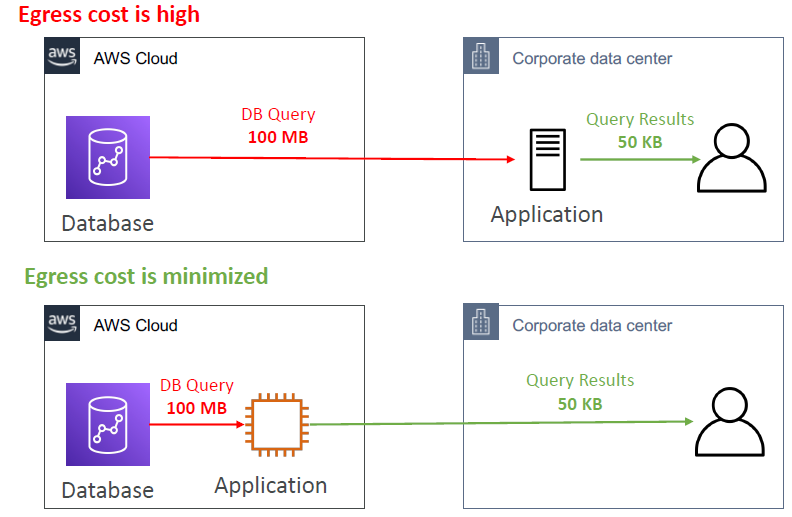 Egress cost is high
aws
AWS Cloud
Corporate data center
DB Query
100 MB
Query Results
50 KB
Database
Application
Egress cost is minimized
aws
AWS Cloud
Corporate data center
DB Query
100 MB
Query Results
50 KB
Database
Application